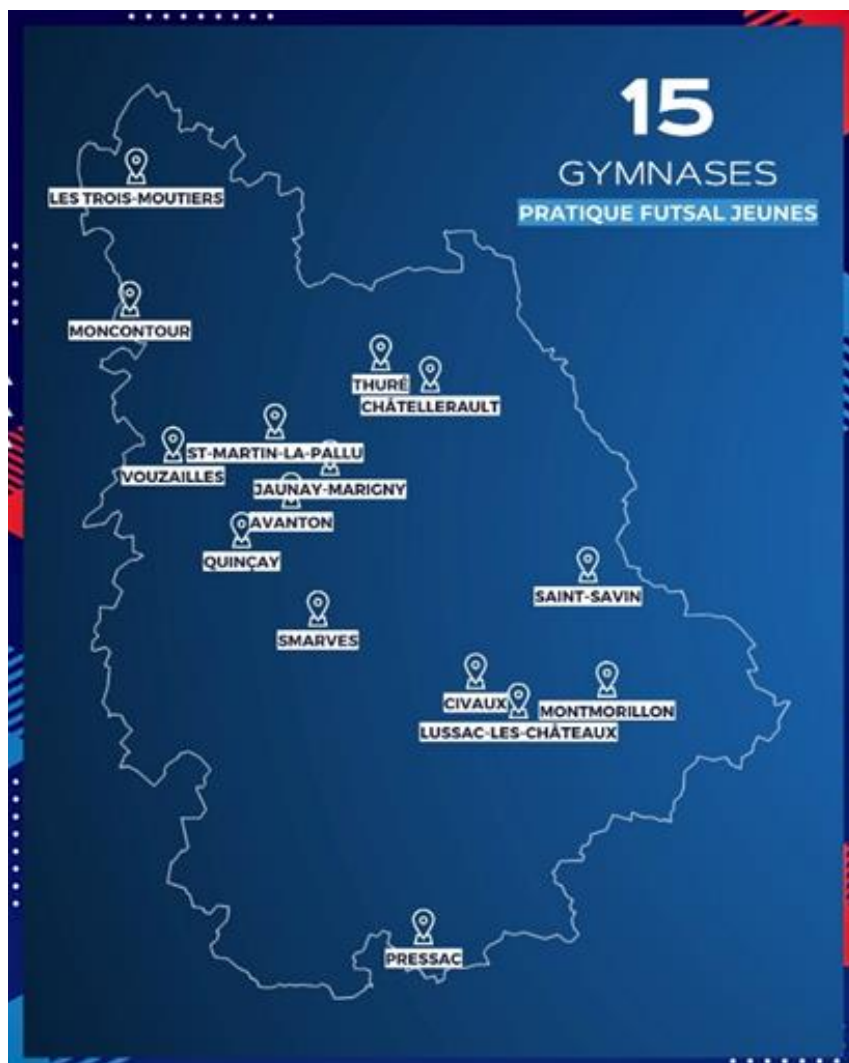 15
GYMNASES
PRATIQUE FUTSAL JEUNES
LES TROIS-MOUTIERS
MONCONTOUR
THURÉ
CHÂTELLERAULT
ST-MARTIN-LA-PALLU
VOUZAILLES
JAUNAY-MARIGNY
AVANTON
QUINÇAY
SAINT-SAVIN
SMARVES
CIVAUX
MONTMORILLON
LUSSAC-LES-CHÂTEAUX
PRESSAC